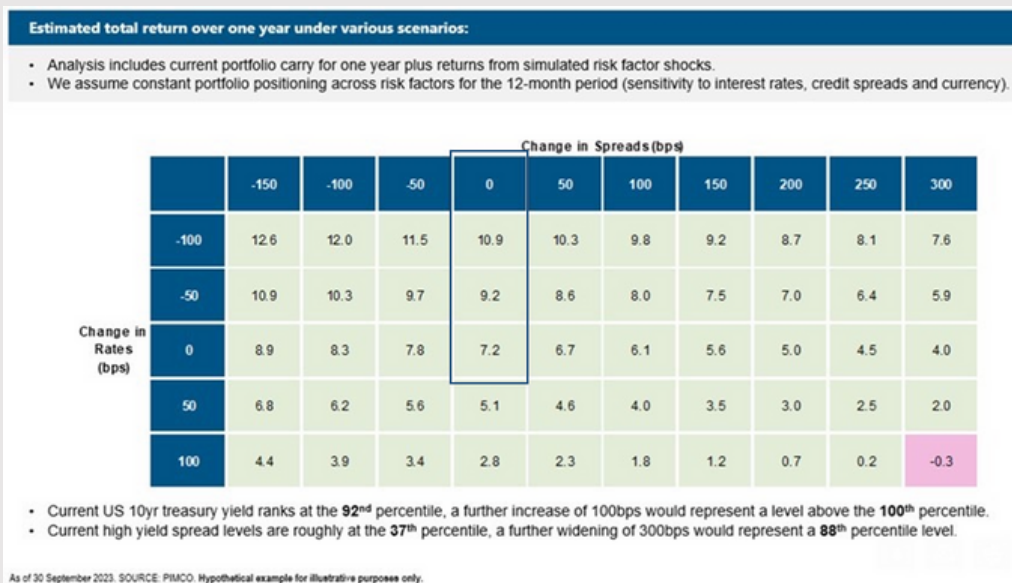 Estimated total return over one year under various scenarios:
• Analysis includes current portfolio carry for one year plus returns from simulated risk factor shocks.
• We assume constant portfolio positioning across risk factors for the 12-month period (sensitivity to interest rates, credit spreads and currency).
Change in Spreads (bps)
-150 -100 -50 0 50 100 150 200 250 300
-100 12.6 12.0 11.5 10.9 10.3 9.8 9.2 8.7 8.1 7.6
-50 10.9 10.3 9.7 9.2 8.6 8.0 7.5 7.0 6.4 5.9
Change in
Rates
(bps)
0 8.9 8.3 7.8 7.2 6.7 6.1 5.6 5.0 4.5 4.0
50 6.8 6.2 5.6 5.1 4.6 4.0 3.5 3.0 2.5 2.0
100 4.4 3.9 3.4 2.8 2.3 1.8 1.2 0.7 0.2 -0.3
• Current US 10yr treasury yield ranks at the 92nd percentile, a further increase of 100bps would represent a level above the 100th percentile.
• Current high yield spread levels are roughly at the 37th percentile, a further widening of 300bps would represent a 88th percentile level.
As of 30 September 2023. SOURCE: PIMCO. Hypothetical example for illustrative purposes only.